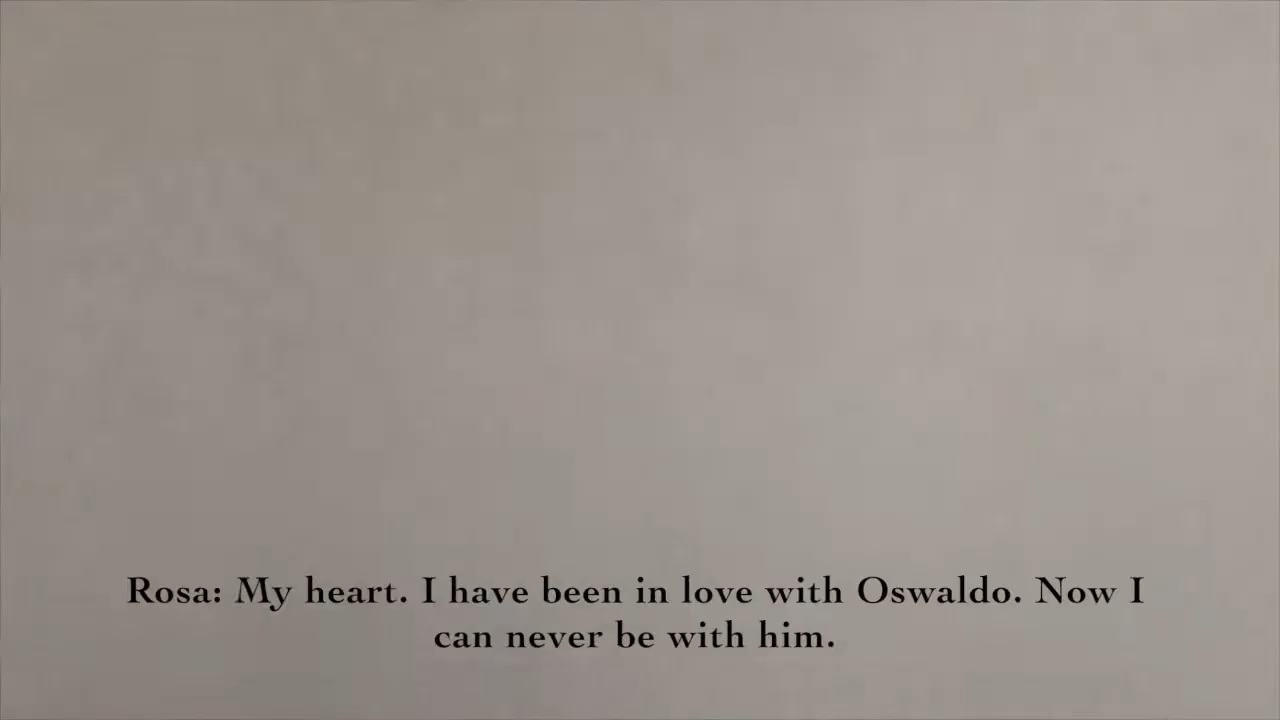 Rosa: My heart. I have been in love with Oswaldo. Now I
can never be with him.